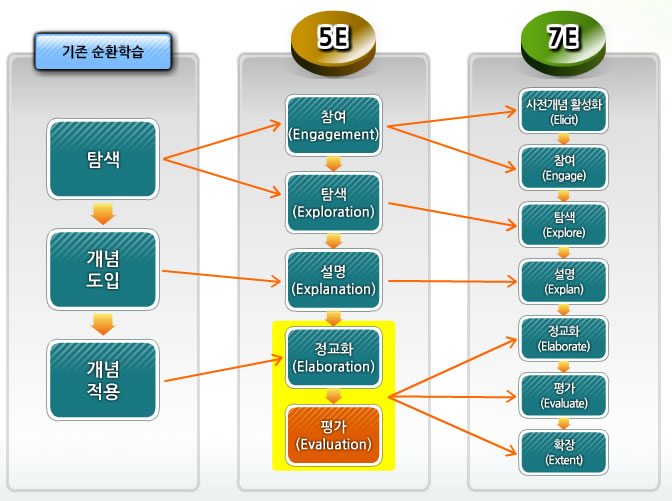 기존 순환학습
탐색
개념
도입
개념
적용
5E
참여
(Engagement)
탐색
(Exploration)
설명
(Explanation)
정교화
(Elaboration)
평가
(Evaluation)
7E
사전개념 활성화
(Elicit)
참여
(Engage)
탐색
(Explore)
설명
(Explan)
정교화
(Elaborate)
평가
(Evaluate)
확장
(Extent)